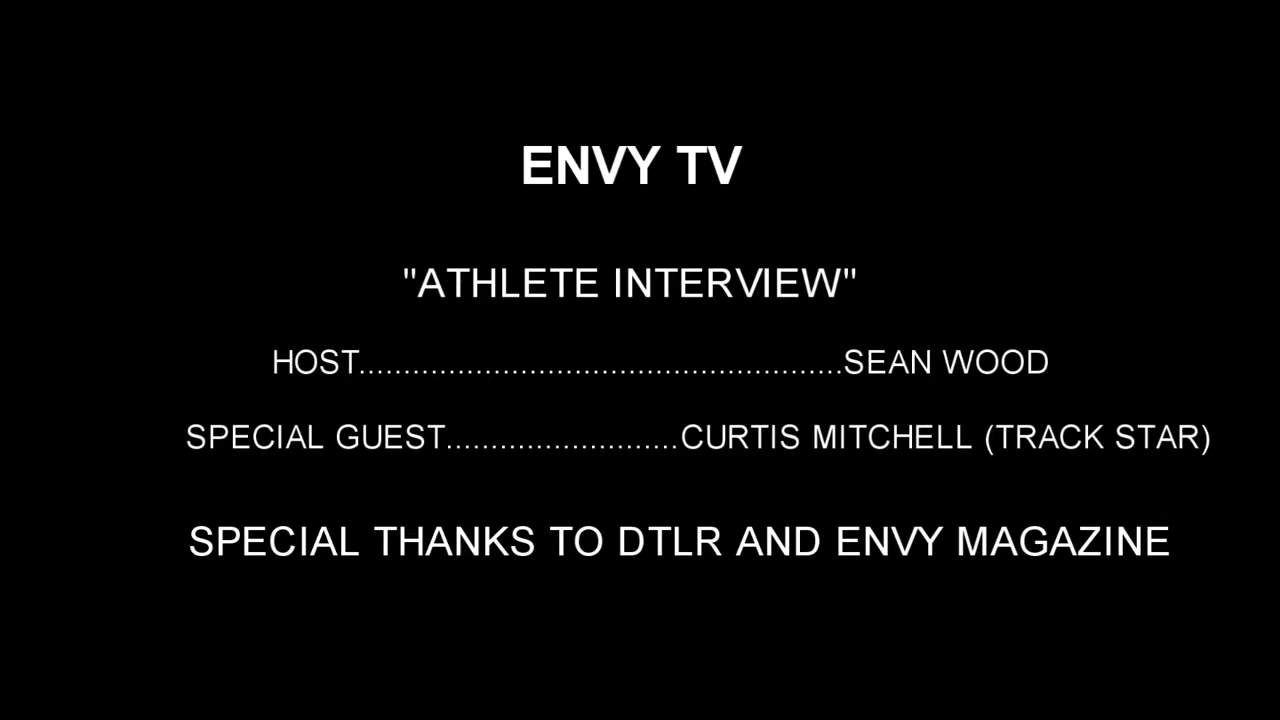 ENVY TV
"ATHLETE INTERVIEW"
HOST......................................................SEAN WOOD
SPECIAL GUEST..........................CURTIS MITCHELL (TRACK STAR)
SPECIAL THANKS TO DTLR AND ENVY MAGAZINE